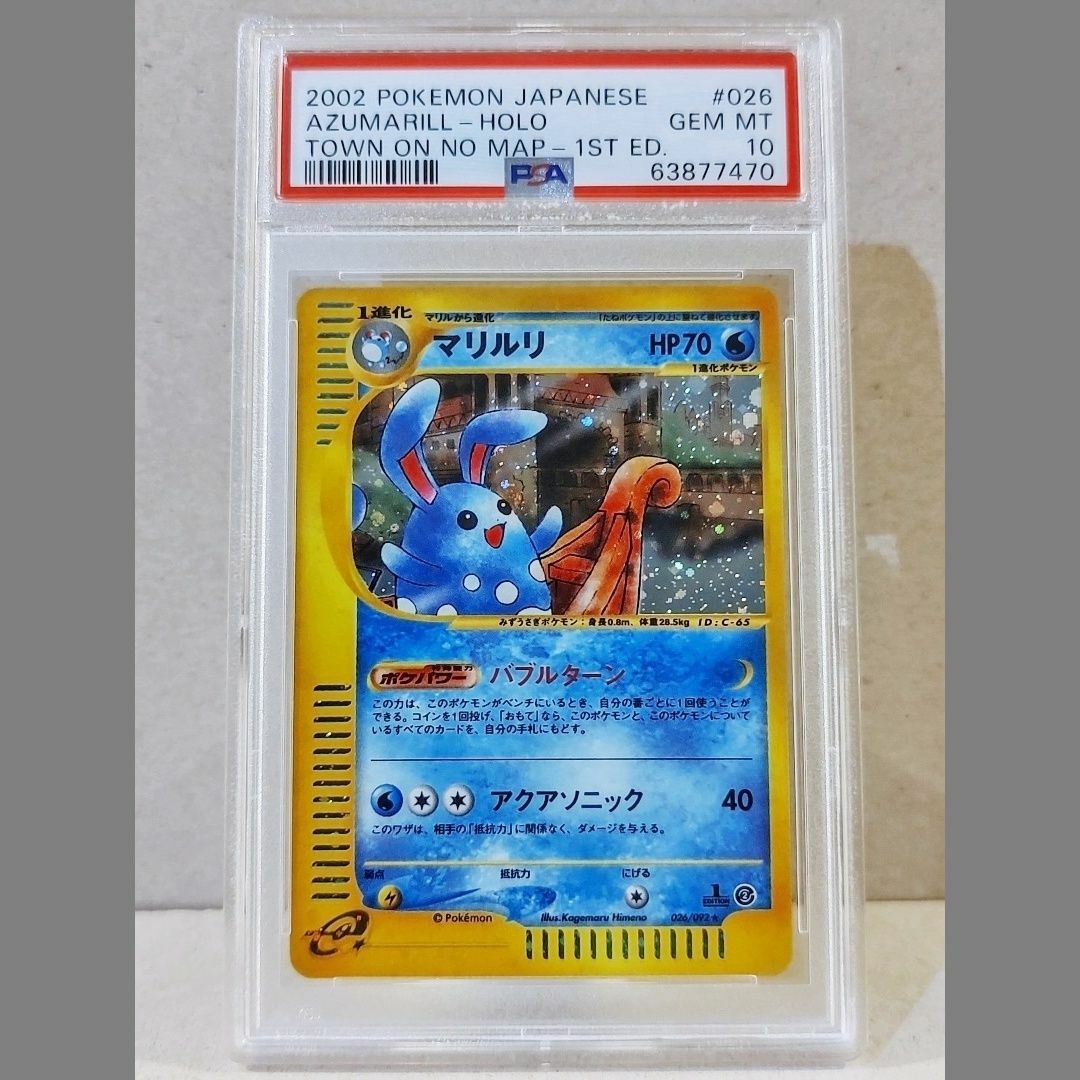 2002 POKEMON JAPANESE #026
AZUMARILL-HOLO GEM MT
TOWN ON NO MAP-1ST ED. 10
PSA 63877470
1進化 マリルから進化 「たねポケモン」の上に重ねて進化させます
マリルリ HP70
1進化ポケモン
みずうさぎポケモン:身長0.8m、体重28.5kg ID:C-65
特殊能力
ポケパワー バブルターン
この力は、このポケモンがベンチにいるとき、自分の番ごとに1回使うことが
できる。コインを1回投げ、「おもて」なら、このポケモンと、このポケモンについて
いるすべてのカードを、自分の手札にもどす。
アクアソニック 40
このワザは、相手の「抵抗力」に関係なく、ダメージを与える。
弱点 抵抗力 にげる
1 EDITION
© Pokémon Illus.Kagemaru Himeno 026/092★